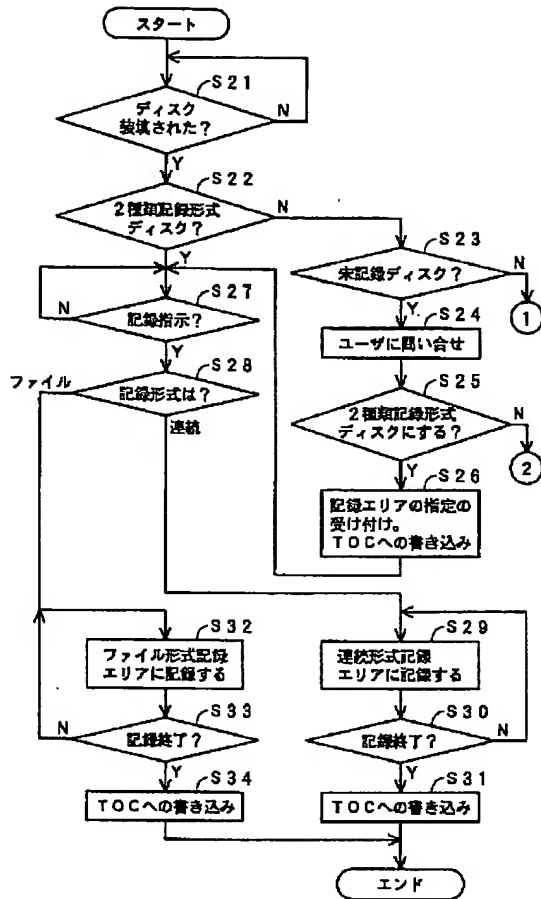 スタート
S21
ディスク
装填された?
N
Y
S22
2種類記録形式
ディスク?
N
Y
S23
未記録ディスク?
N
1
Y
S24
ユーザに問い合せ
S25
2種類記録形式
ディスクにする?
N
2
Y
S26
記録エリアの指定の
受け付け。
TOCへの書き込み
S27
記録指示?
N
Y
S28
記録形式は?
ファイル
連続
S32
ファイル形式記録
エリアに記録する
S33
記録終了?
N
Y
S34
TOCへの書き込み
S29
連続形式記録
エリアに記録する
S30
記録終了?
N
Y
S31
TOCへの書き込み
エンド